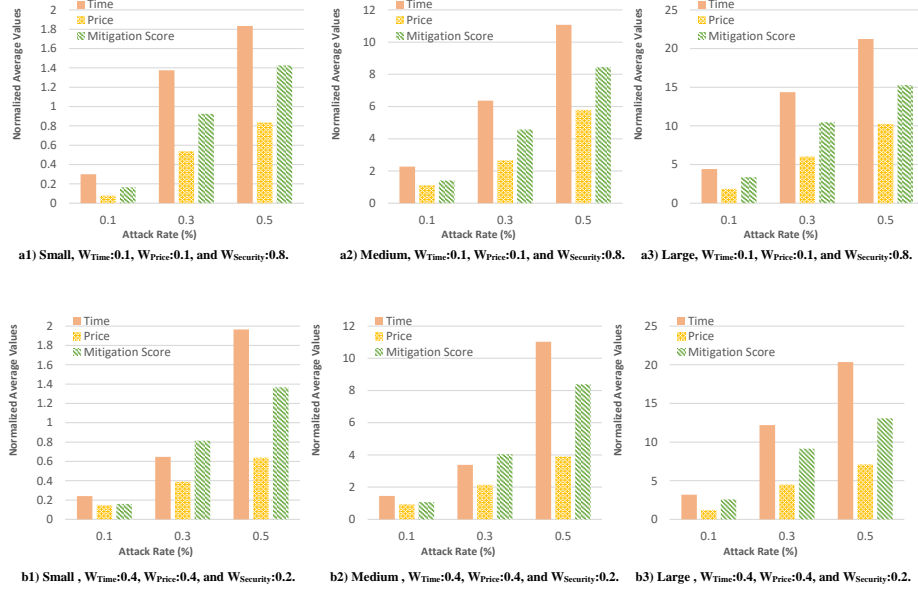 Normalized Average Values
2
1.8
1.6
1.4
1.2
1
0.8
0.6
0.4
0.2
0
Time
Price
Mitigation Score
0.1 0.3 0.5
Attack Rate (%)
a1) Small, WTime:0.1, WPrice:0.1, and WSecurity:0.8.
Normalized Average Values
12
10
8
6
4
2
0
Time
Price
Mitigation Score
0.1 0.3 0.5
Attack Rate (%)
a2) Medium, WTime:0.1, WPrice:0.1, and WSecurity:0.8.
Normalized Average Values
25
20
15
10
5
0
Time
Price
Mitigation Score
0.1 0.3 0.5
Attack Rate (%)
a3) Large, WTime:0.1, WPrice:0.1, and WSecurity:0.8.
Normalized Average Values
2
1.8
1.6
1.4
1.2
1
0.8
0.6
0.4
0.2
0
Time
Price
Mitigation Score
0.1 0.3 0.5
Attack Rate (%)
b1) Small , WTime:0.4, WPrice:0.4, and WSecurity:0.2.
Normalized Average Values
12
10
8
6
4
2
0
Time
Price
Mitigation Score
0.1 0.3 0.5
Attack Rate (%)
b2) Medium , WTime:0.4, WPrice:0.4, and WSecurity:0.2.
Normalized Average Values
25
20
15
10
5
0
Time
Price
Mitigation Score
0.1 0.3 0.5
Attack Rate (%)
b3) Large , WTime:0.4, WPrice:0.4, and WSecurity:0.2.